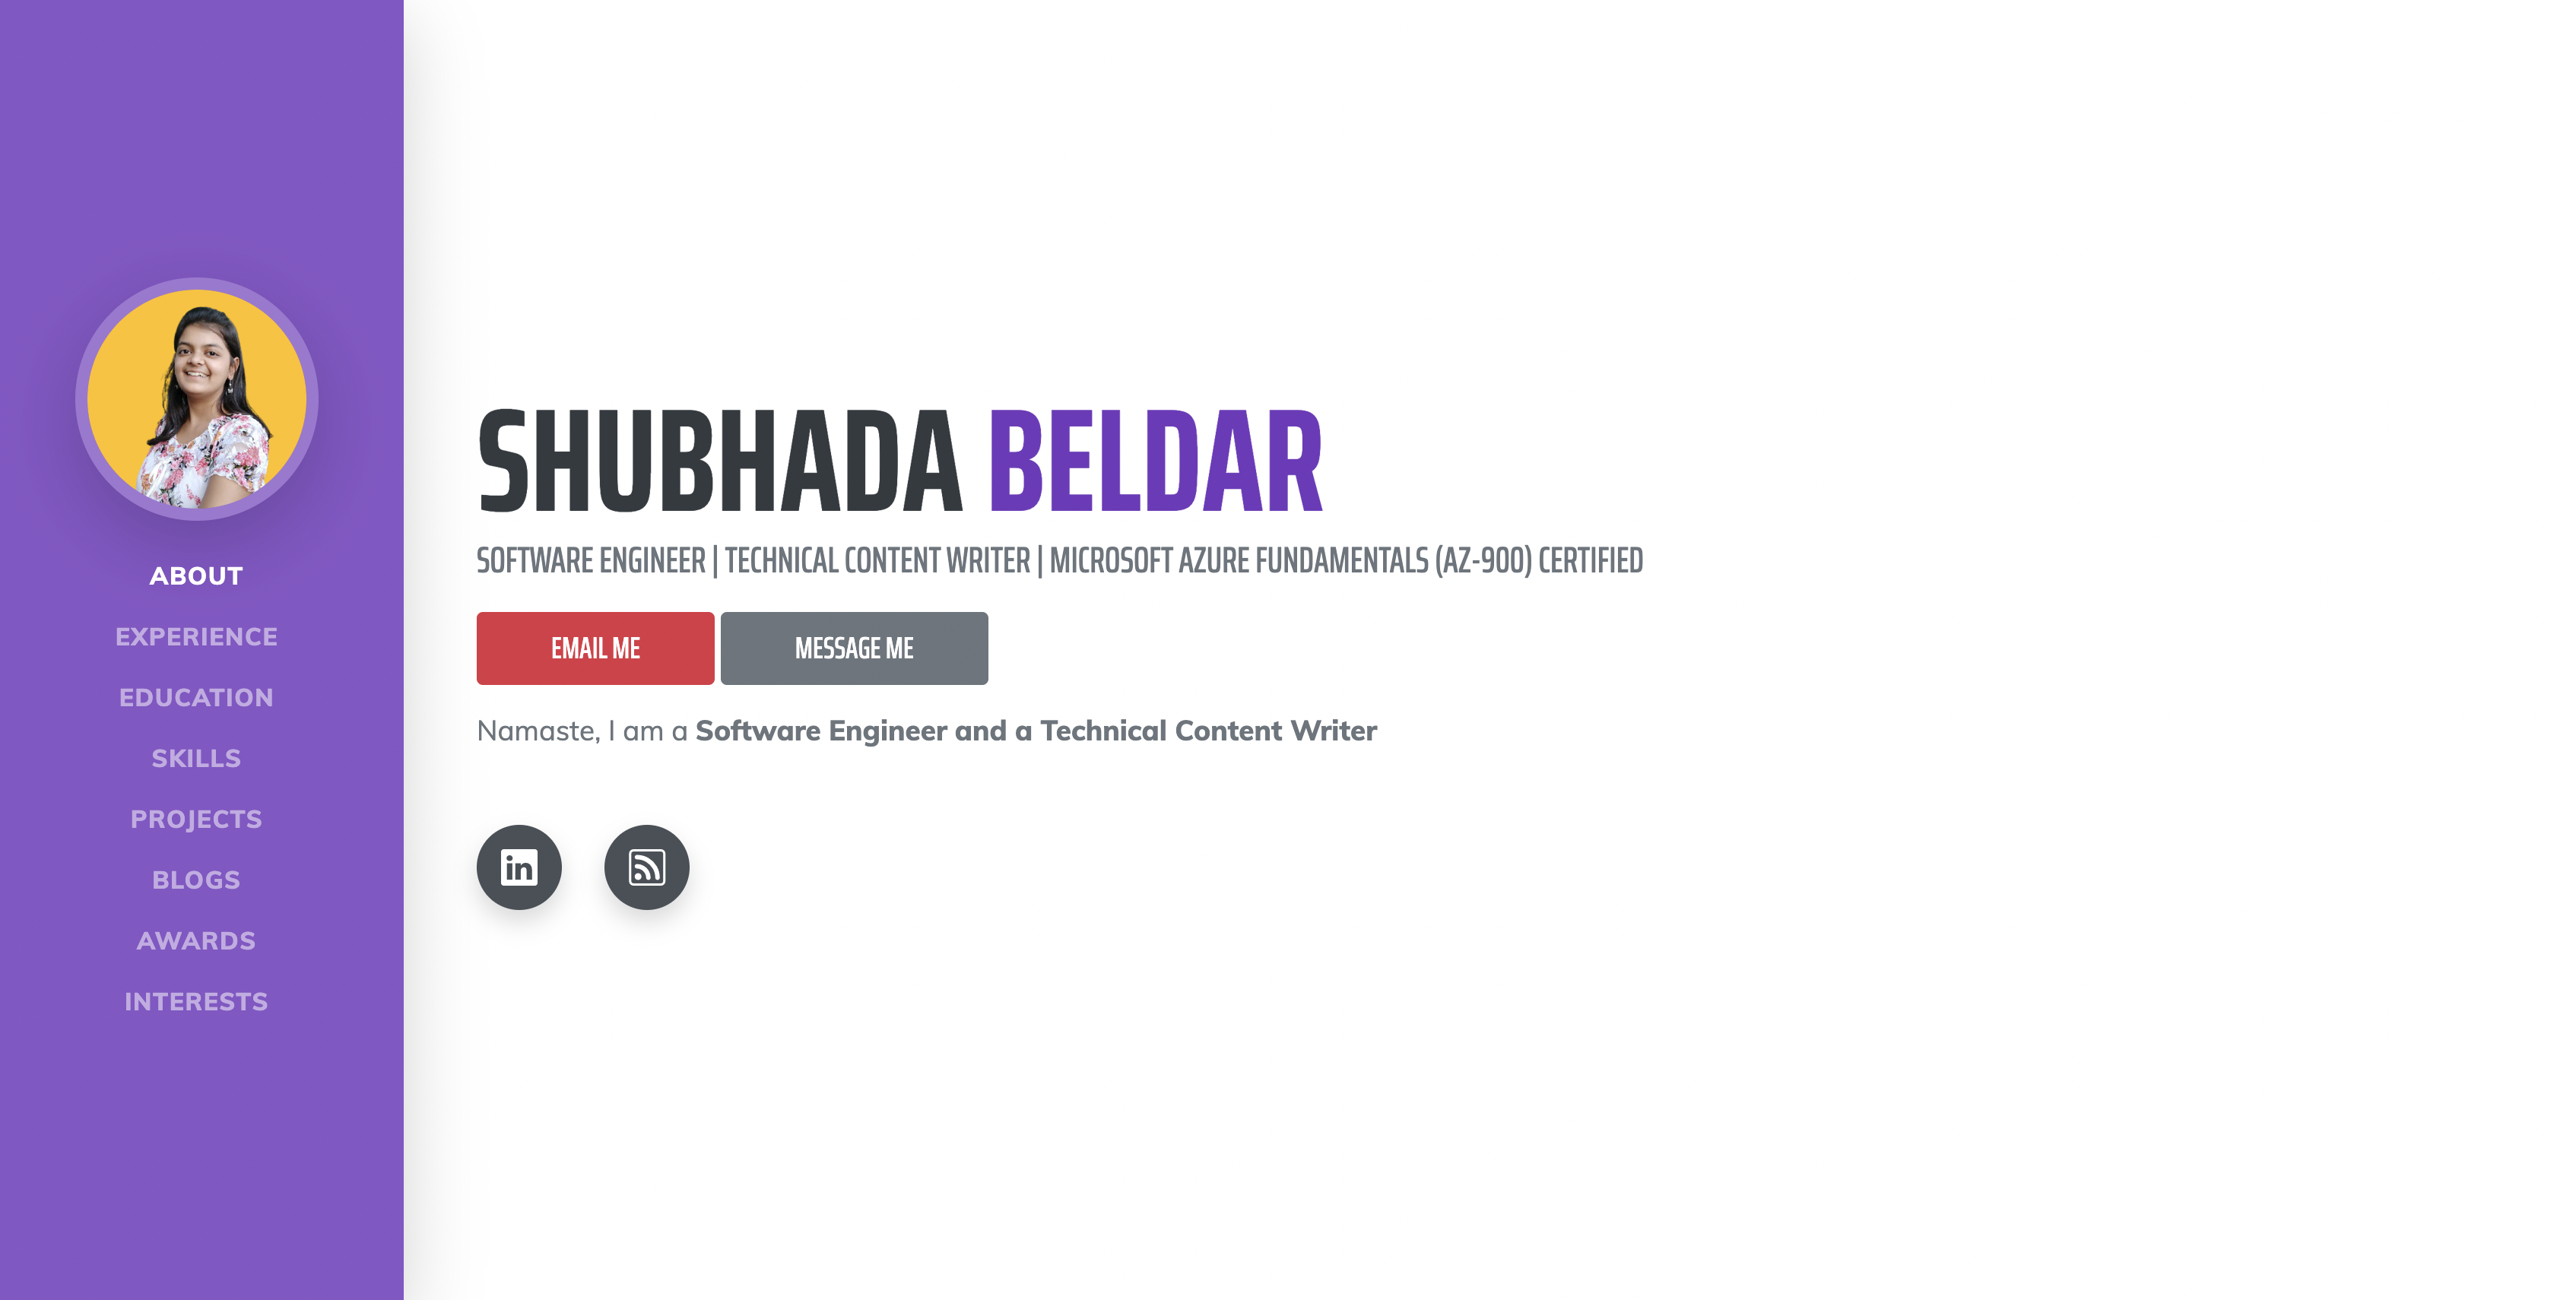 ABOUT
EXPERIENCE
EDUCATION
SKILLS
PROJECTS
BLOGS
AWARDS
INTERESTS
SHUBHADA BELDAR
SOFTWARE ENGINEER | TECHNICAL CONTENT WRITER | MICROSOFT AZURE FUNDAMENTALS (AZ-900) CERTIFIED
EMAIL ME MESSAGE ME
Namaste, I am a Software Engineer and a Technical Content Writer
in